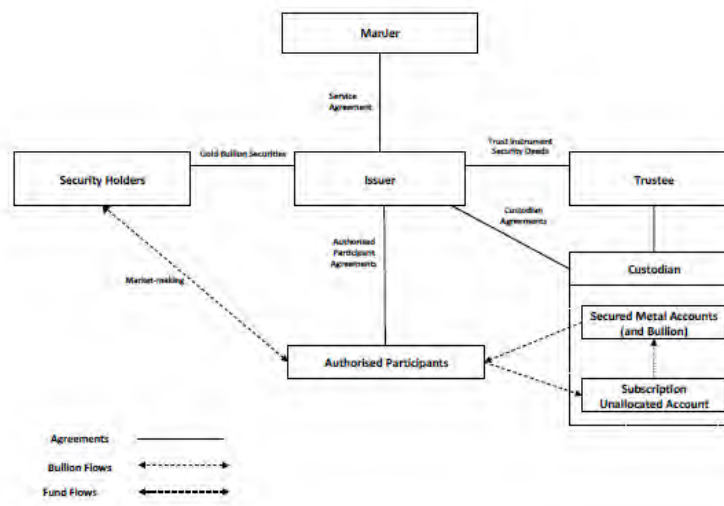 ManJer
Service
Agreement
Gold Bullion Securities
Trust Instrument
Security Deeds
Security Holders
Issuer
Trustee
Custodian
Agreements
Authorised
Participant
Agreements
Custodian
Market-making
Secured Metal Accounts
(and Bullion)
Authorised Participants
Subscription
Unallocated Account
Agreements
Bullion Flows
Fund Flows